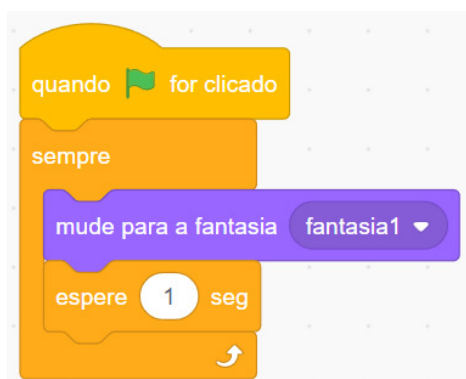 quando for clicado
sempre
mude para a fantasia fantasia1
espere 1 seg